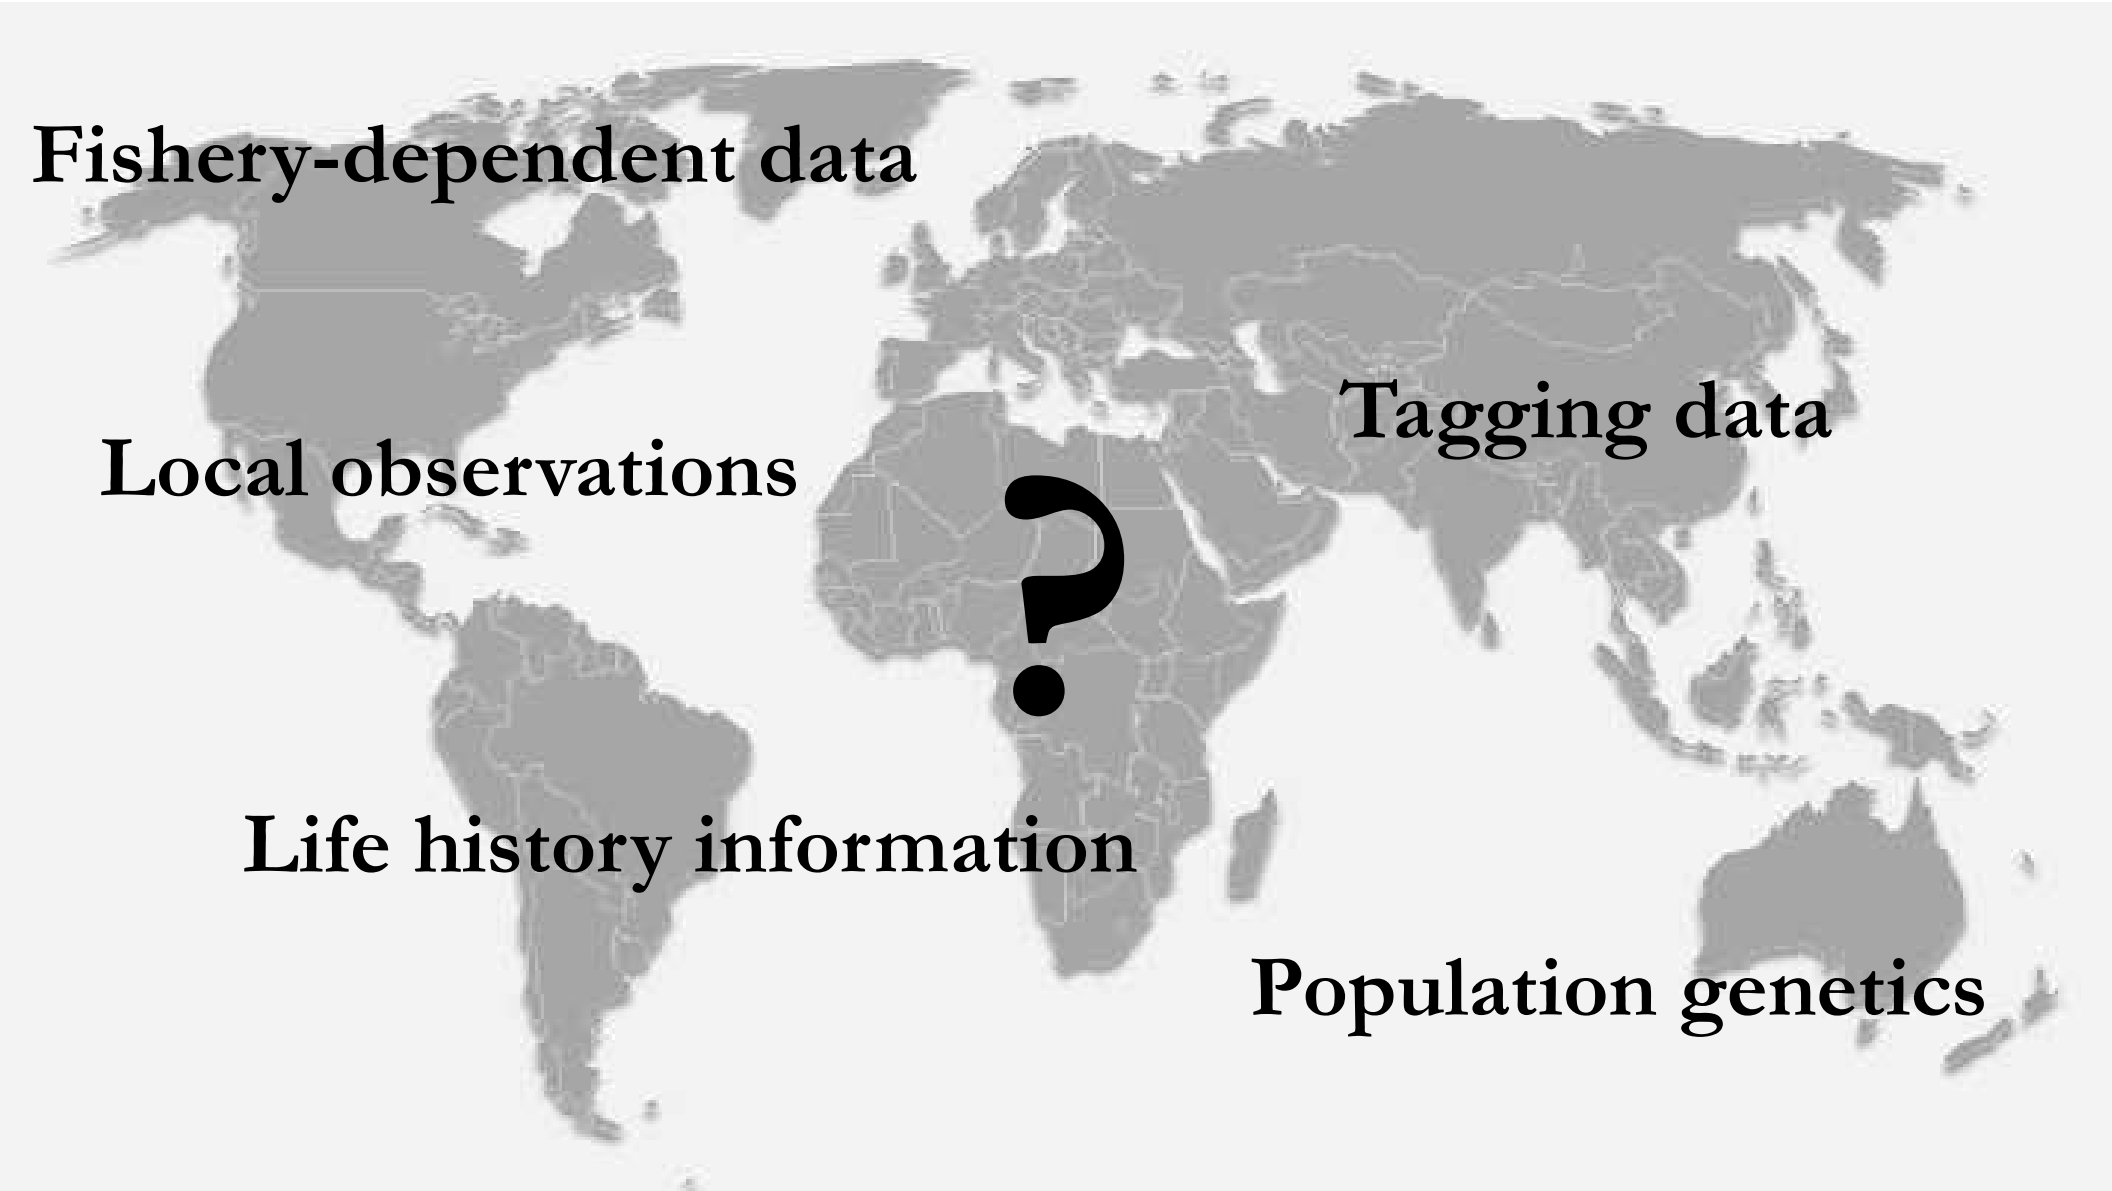 Fishery-dependent data
Tagging data
Local observations
?
Life history information
Population genetics